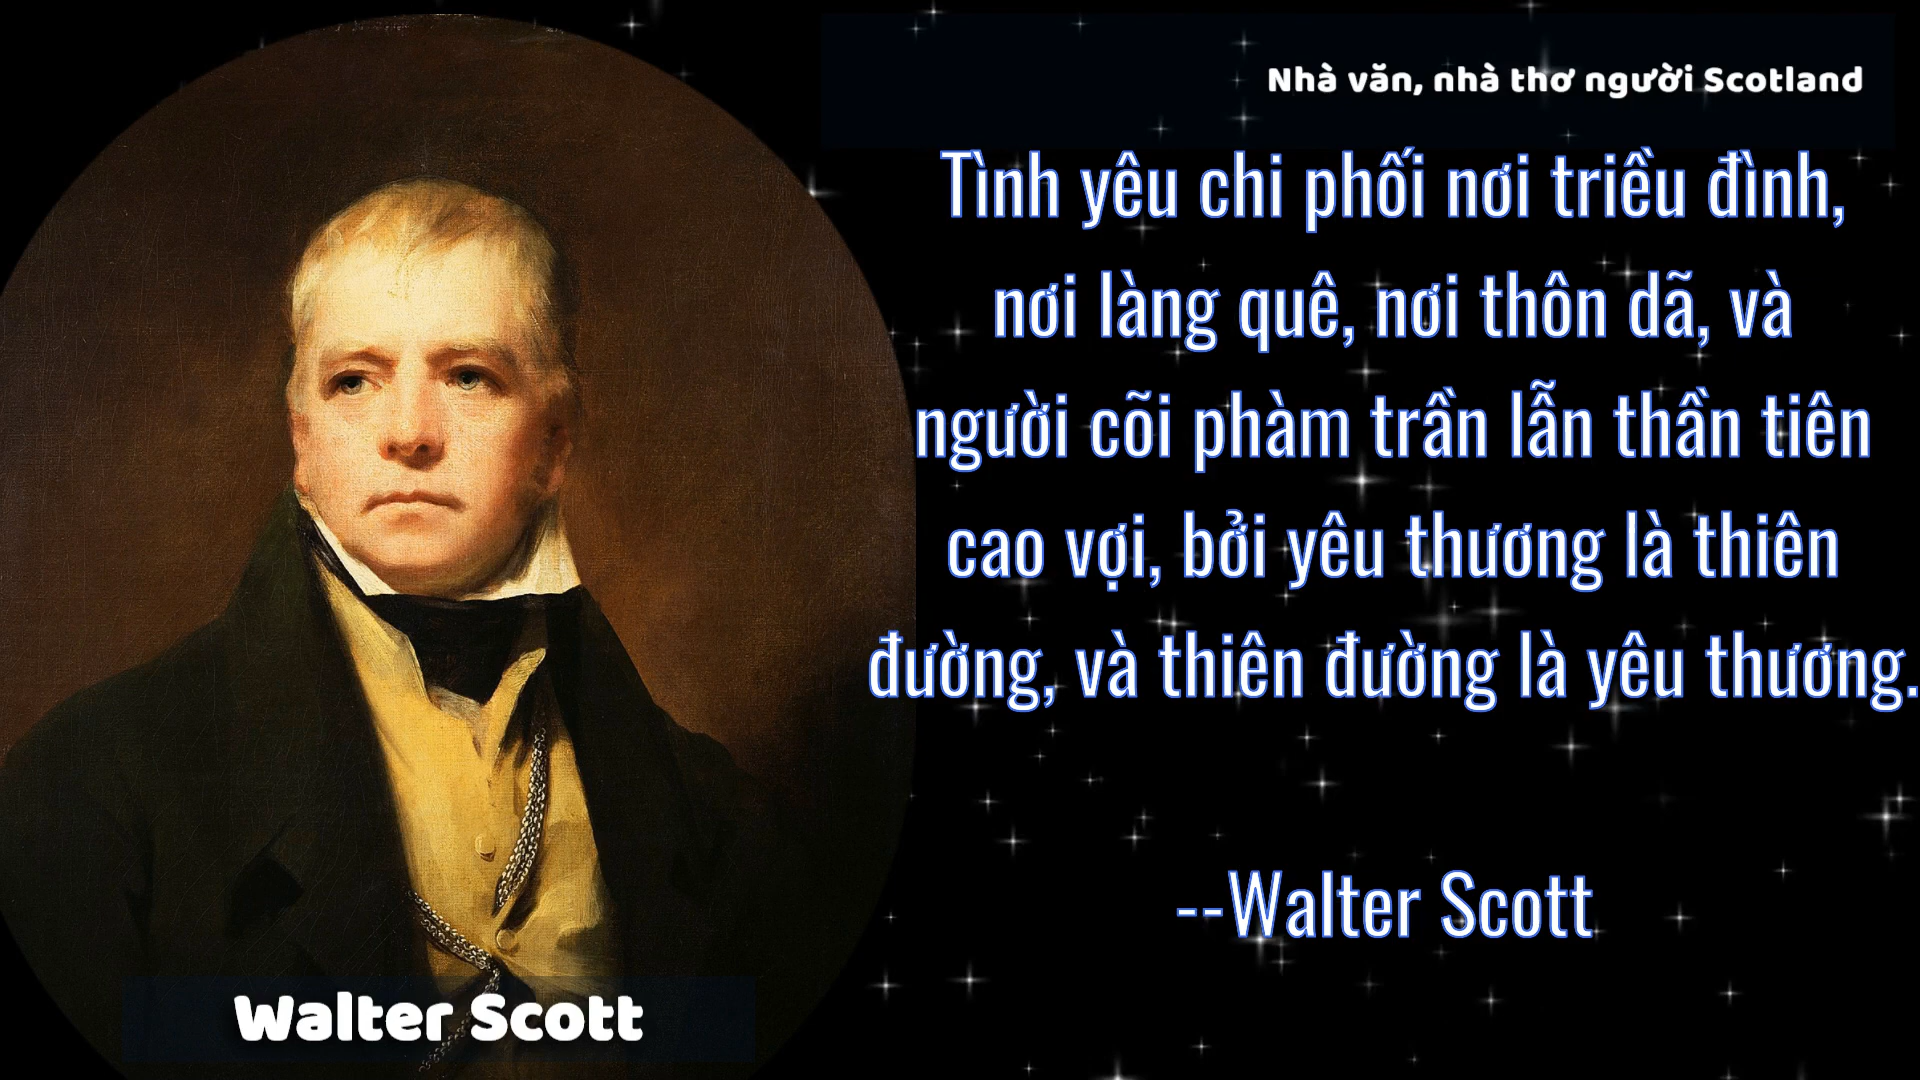 Nhà văn, nhà thơ người Scotland
Tình yêu chi phối nơi triều đình,
nơi làng quê, nơi thôn dã, và
người cõi phàm trần lẫn thần tiên
cao vợi, bởi yêu thương là thiên
đường, và thiên đường là yêu thương.
--Walter Scott
Walter Scott